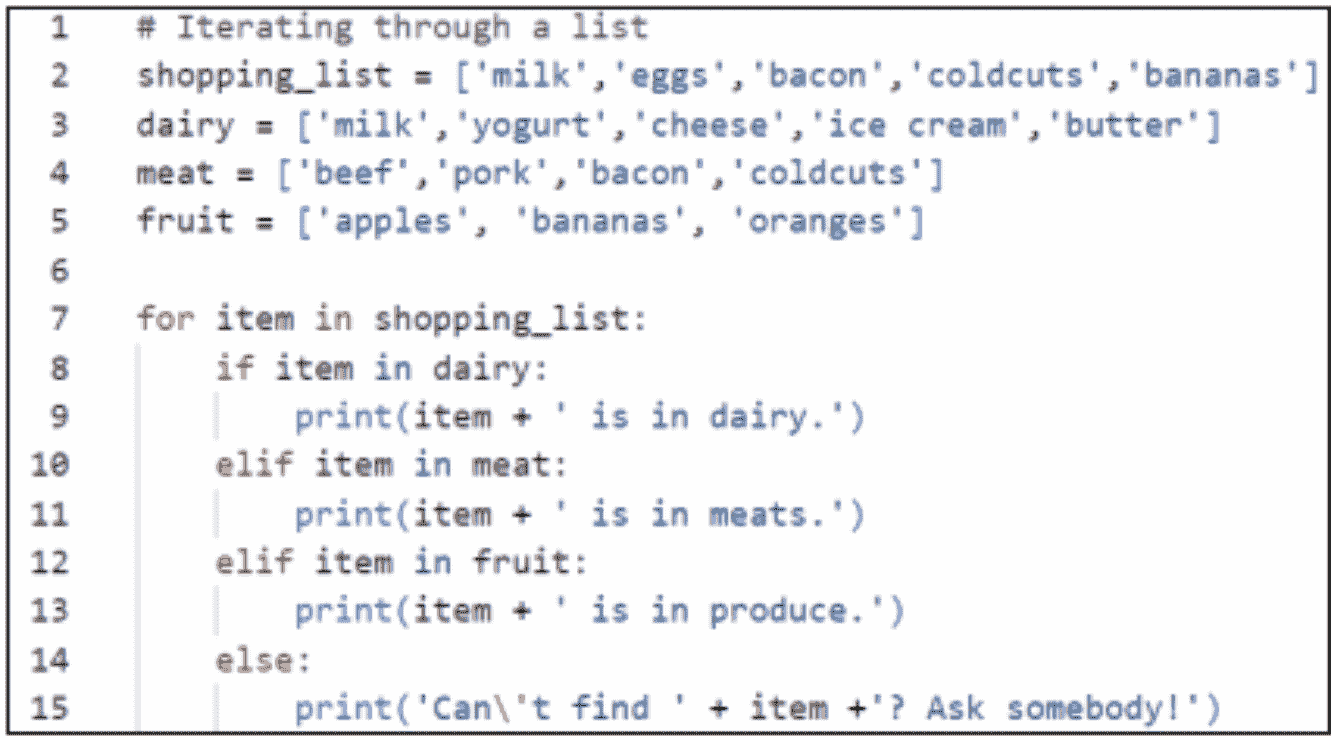 1 # Iterating through a list
2 shopping_list = ['milk','eggs','bacon','coldcuts','bananas']
3 dairy = ['milk','yogurt','cheese','ice cream','butter']
4 meat = ['beef','pork','bacon','coldcuts']
5 fruit = ['apples', 'bananas', 'oranges']
6
7 for item in shopping_list:
8     if item in dairy:
9         print(item + ' is in dairy.')
10     elif item in meat:
11         print(item + ' is in meats.')
12     elif item in fruit:
13         print(item + ' is in produce.')
14     else:
15         print('Can\'t find ' + item +'? Ask somebody!')